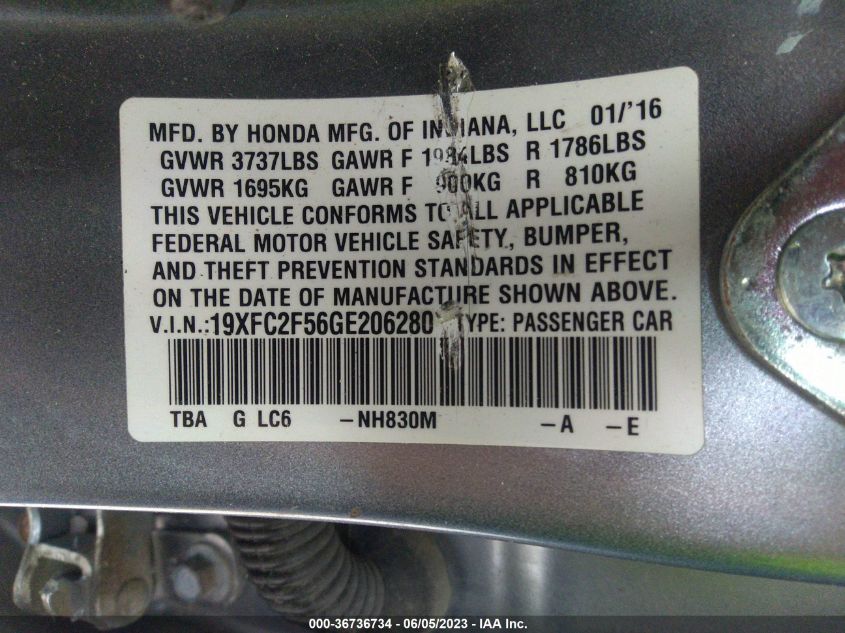 MFD. BY HONDA MFG. OF INDIANA, LLC 01/'16
GVWR 3737LBS GAWR F 1984LBS R 1786LBS
GVWR 1695KG GAWR F 900KG R 810KG
THIS VEHICLE CONFORMS TO ALL APPLICABLE
FEDERAL MOTOR VEHICLE SAFETY, BUMPER,
AND THEFT PREVENTION STANDARDS IN EFFECT
ON THE DATE OF MANUFACTURE SHOWN ABOVE.
V.I.N.:19XFC2F56GE206280 TYPE: PASSENGER CAR
TBA G LC6 -NH830M -A -E
000-36736734 - 06/05/2023 - IAA Inc.